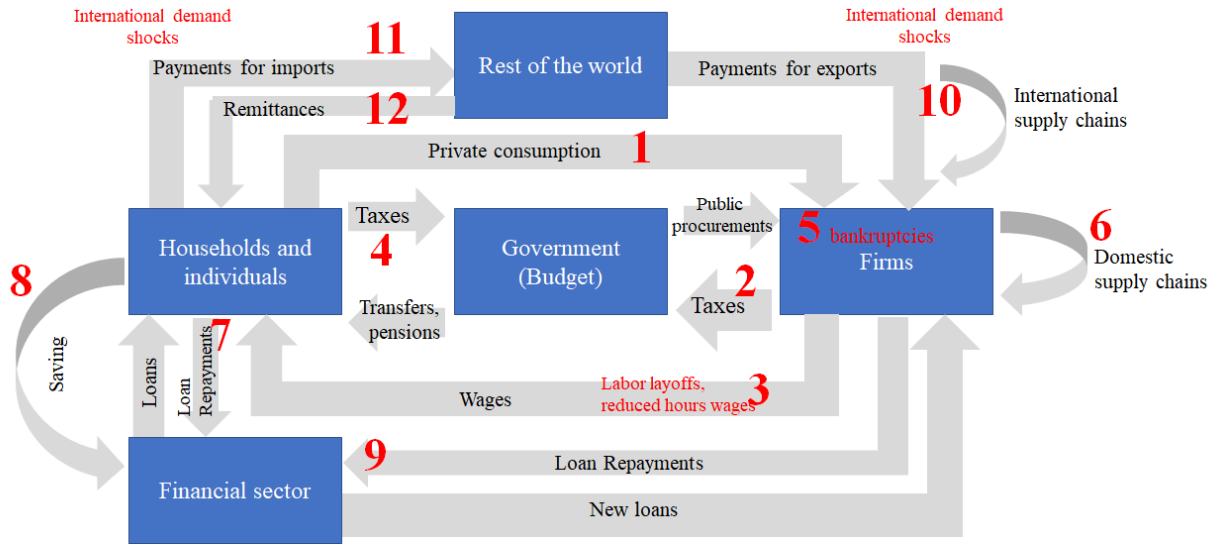 International demand
shocks
11
Payments for imports
Rest of the world
Payments for exports
International demand
shocks
10
International
supply chains
Remittances
12
Private consumption
1
Households and
individuals
Taxes
4
Transfers,
pensions
Government
(Budget)
Public
procurements
2
Taxes
5
bankruptcies
Firms
6
Domestic
supply chains
8
Saving
Loans
Loan
Repayments
7
Wages
Labor layoffs,
reduced hours wages
3
Financial sector
9
Loan Repayments
New loans